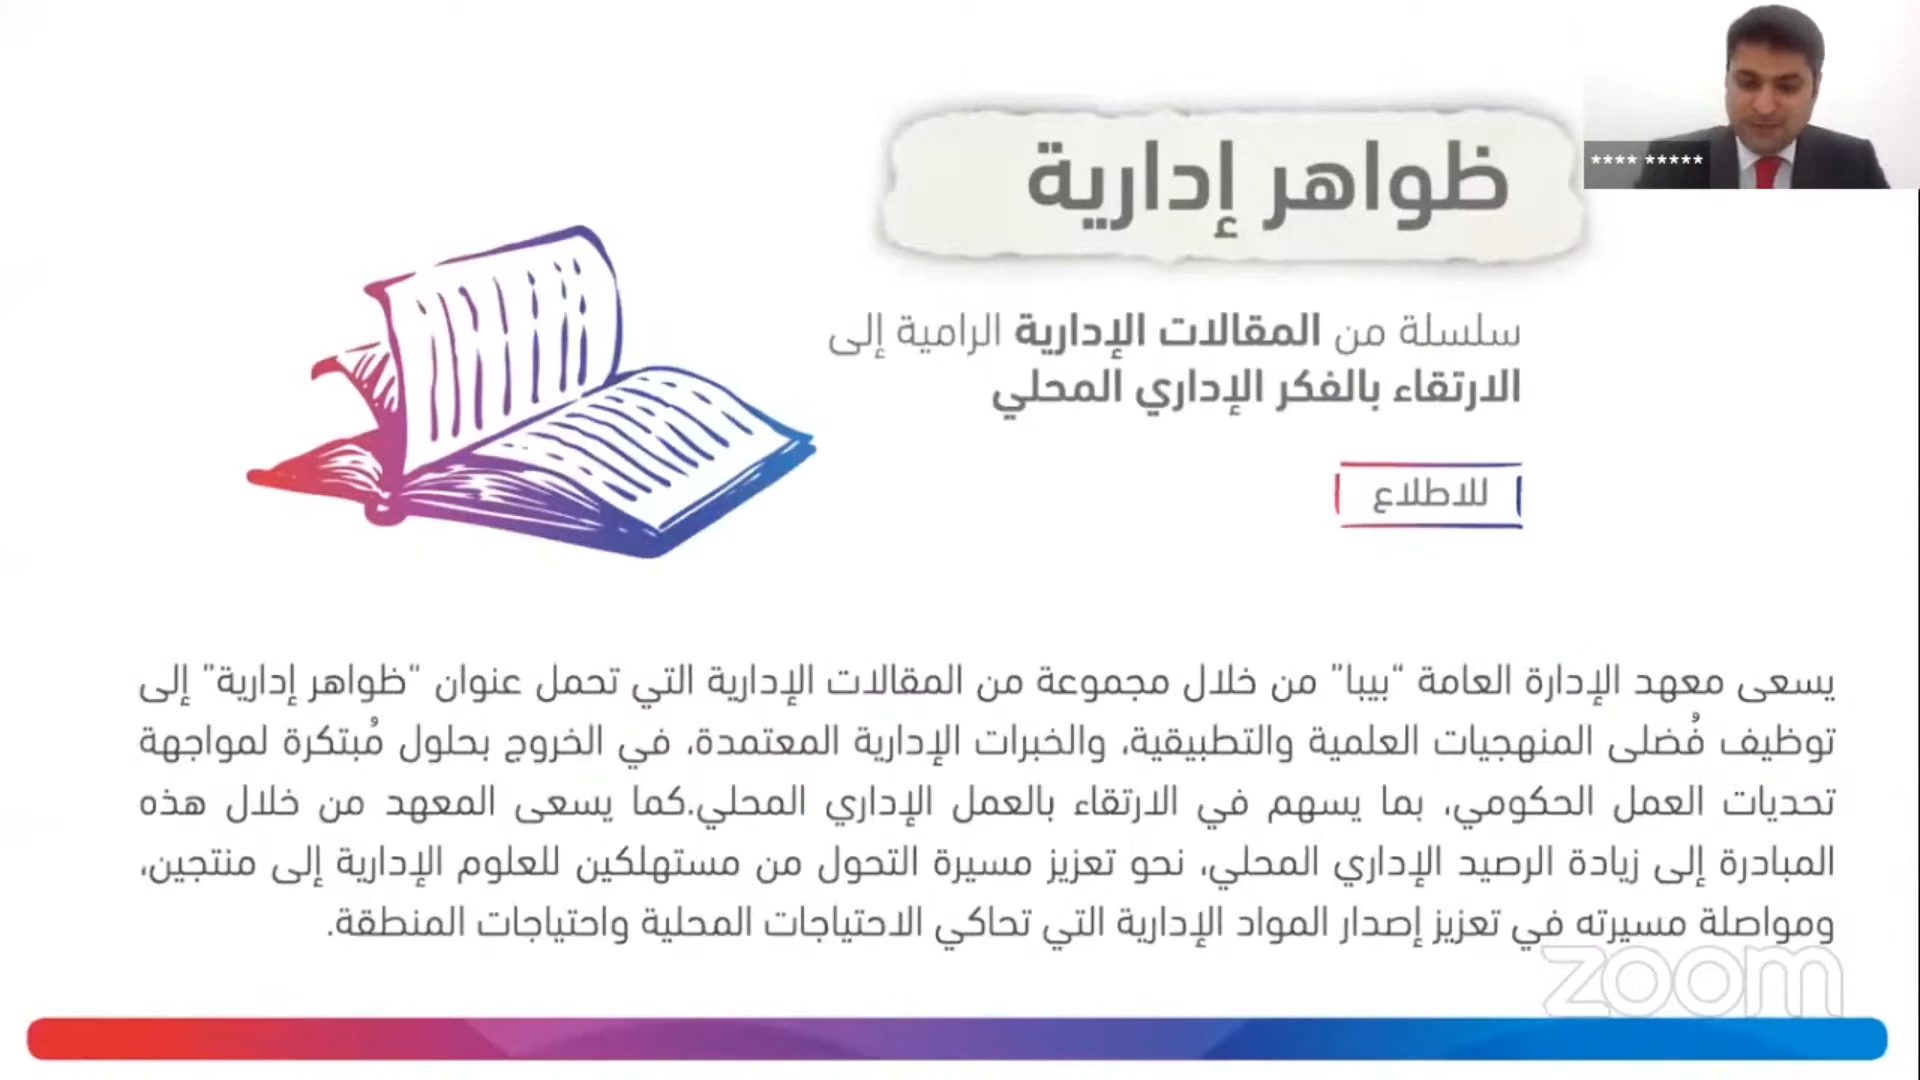 ظواهر إدارية
**** *****
سلسلة من المقالات الإدارية الرامية إلى
الارتقاء بالفكر الإداري المحلي
للاطلاع
يسعى معهد الإدارة العامة “بيبا” من خلال مجموعة من المقالات الإدارية التي تحمل عنوان “ظواهر إدارية” إلى
توظيف فُضلى المنهجيات العلمية والتطبيقية، والخبرات الإدارية المعتمدة، في الخروج بحلول مُبتكرة لمواجهة
تحديات العمل الحكومي، بما يسهم في الارتقاء بالعمل الإداري المحلي.كما يسعى المعهد من خلال هذه
المبادرة إلى زيادة الرصيد الإداري المحلي، نحو تعزيز مسيرة التحول من مستهلكين للعلوم الإدارية إلى منتجين،
ومواصلة مسيرته في تعزيز إصدار المواد الإدارية التي تحاكي الاحتياجات المحلية واحتياجات المنطقة.
zoom